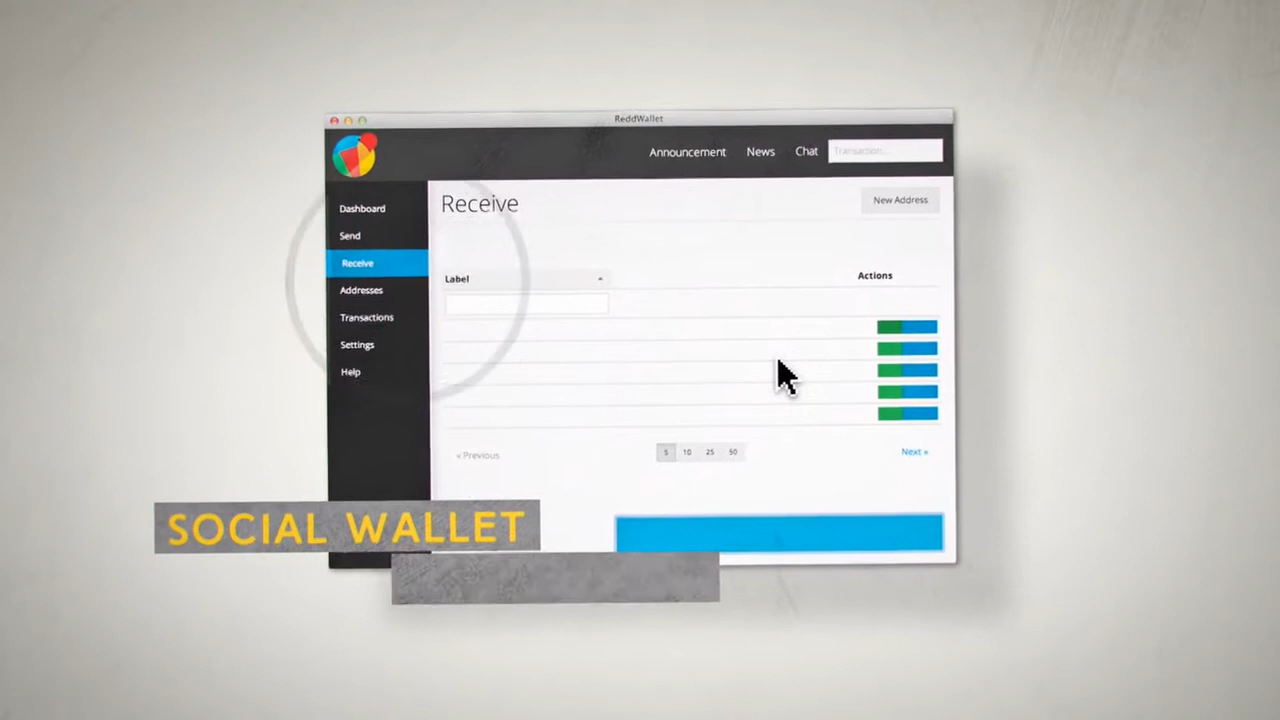 ReddWallet
Announcement News Chat Transaction...
Dashboard
Send
Receive
Addresses
Transactions
Settings
Help
Receive
New Address
Label
Actions
« Previous
5 10 25 50
Next »
SOCIAL WALLET